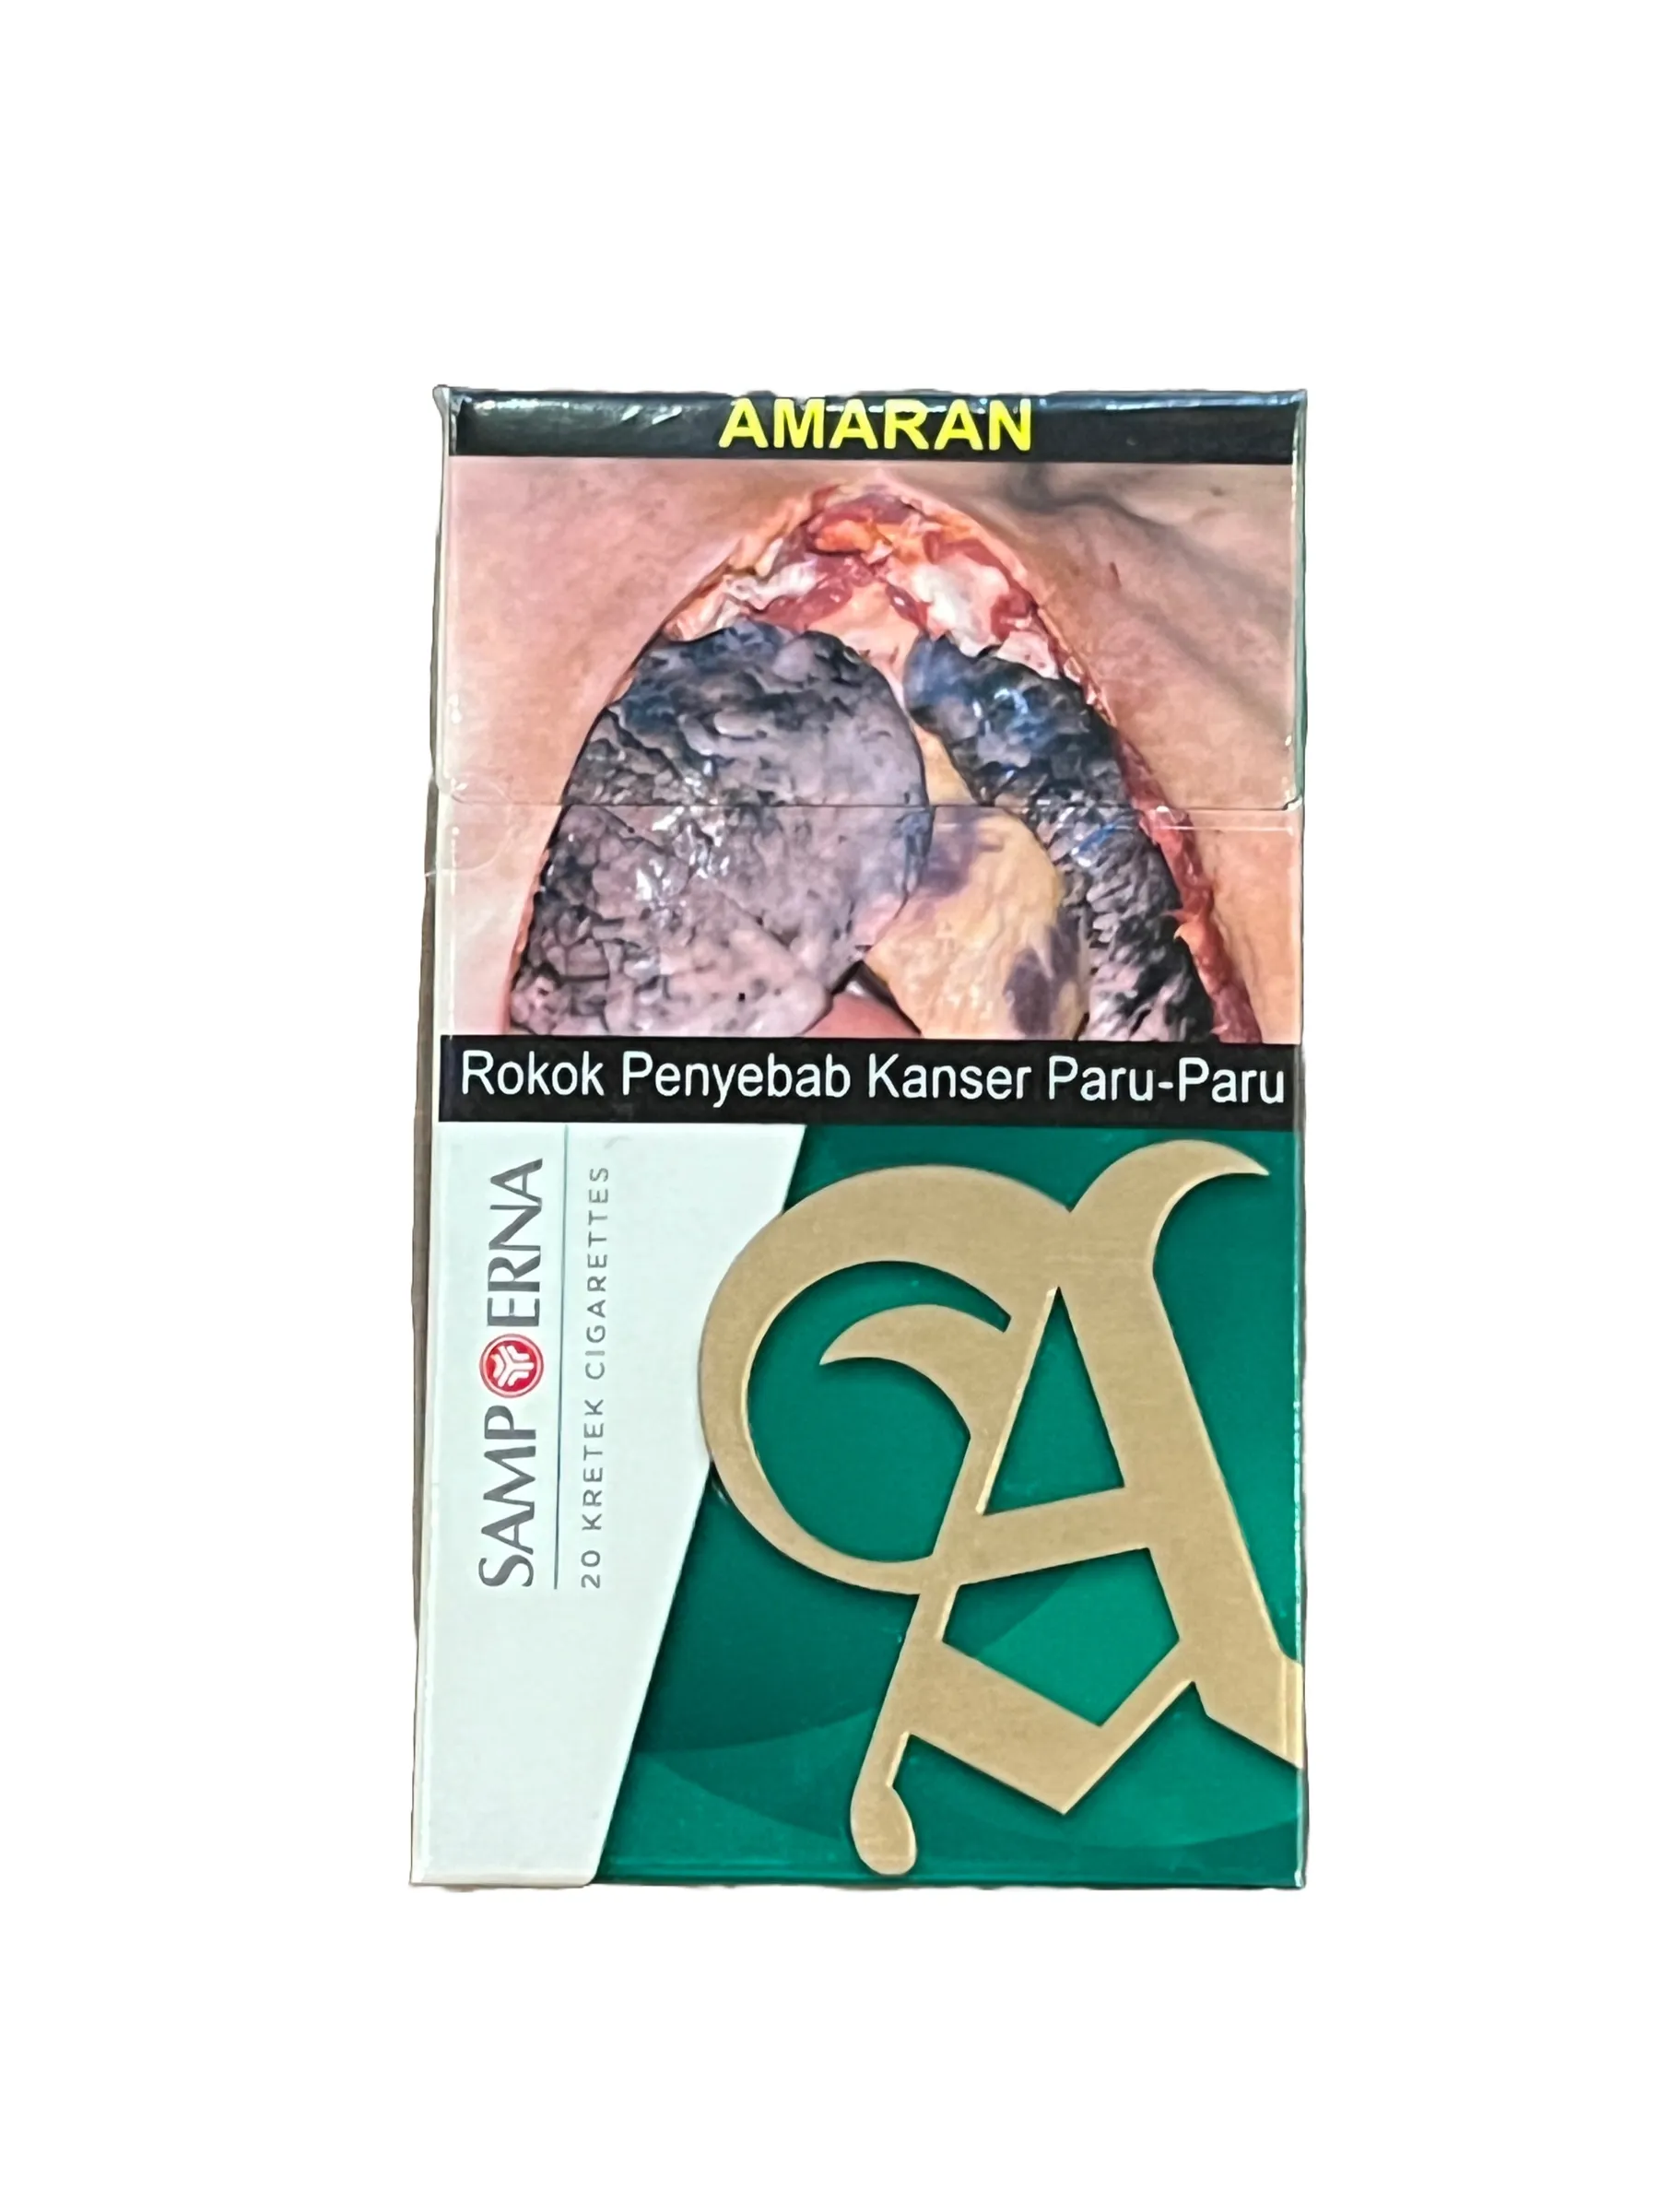 AMARAN
Rokok Penyebab Kanser Paru-Paru
SAMPOERNA
20 KRETEK CIGARETTES
A